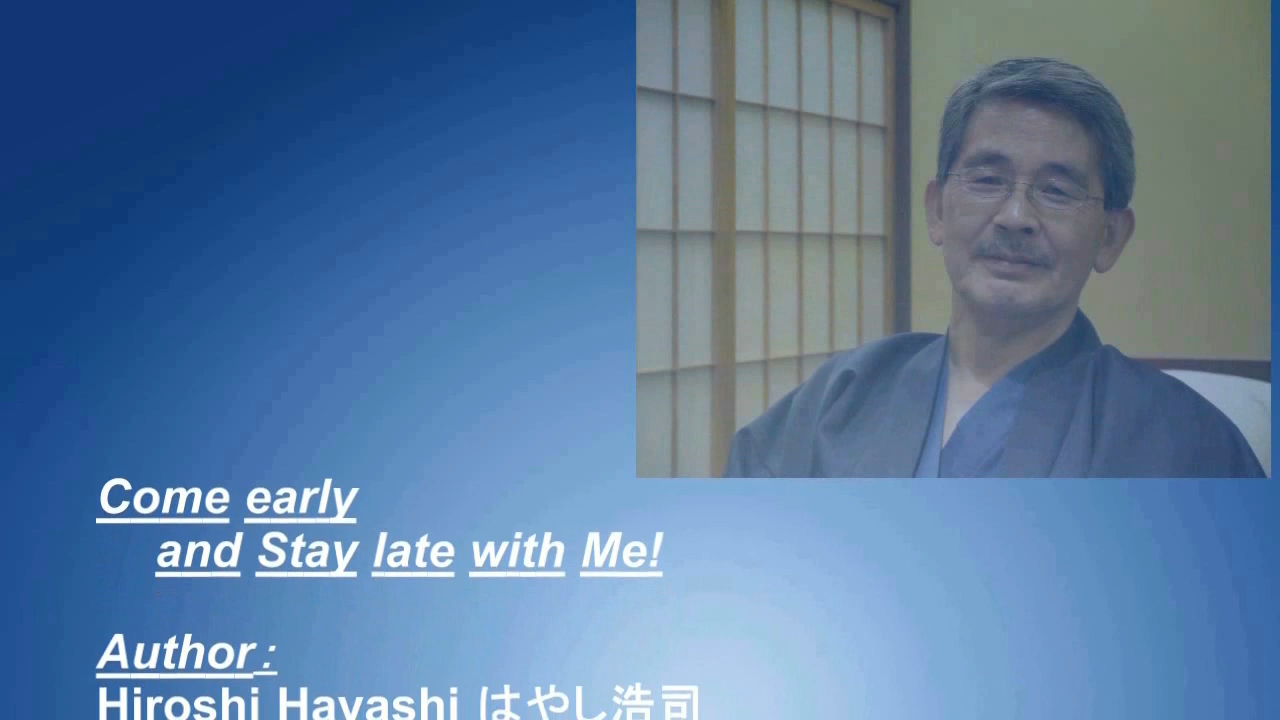 Come early
and Stay late with Me!
Author :
Hiroshi Hayashi はやし浩司